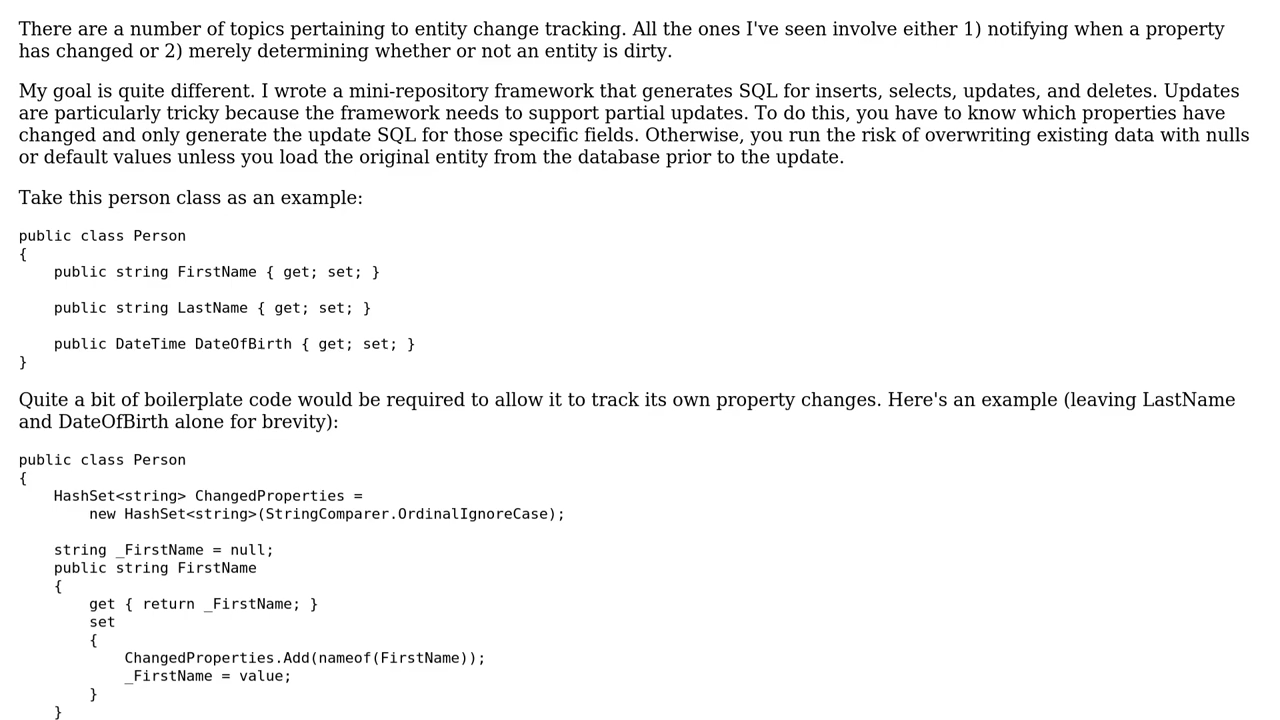 There are a number of topics pertaining to entity change tracking. All the ones I've seen involve either 1) notifying when a property
has changed or 2) merely determining whether or not an entity is dirty.
My goal is quite different. I wrote a mini-repository framework that generates SQL for inserts, selects, updates, and deletes. Updates
are particularly tricky because the framework needs to support partial updates. To do this, you have to know which properties have
changed and only generate the update SQL for those specific fields. Otherwise, you run the risk of overwriting existing data with nulls
or default values unless you load the original entity from the database prior to the update.
Take this person class as an example:
public class Person
{
    public string FirstName { get; set; }
    public string LastName { get; set; }
    public DateTime DateOfBirth { get; set; }
}
Quite a bit of boilerplate code would be required to allow it to track its own property changes. Here's an example (leaving LastName
and DateOfBirth alone for brevity):
public class Person
{
    HashSet<string> ChangedProperties =
        new HashSet<string>(StringComparer.OrdinalIgnoreCase);
    string _FirstName = null;
    public string FirstName
    {
        get { return _FirstName; }
        set
        {
            ChangedProperties.Add(nameof(FirstName));
            _FirstName = value;
        }
    }